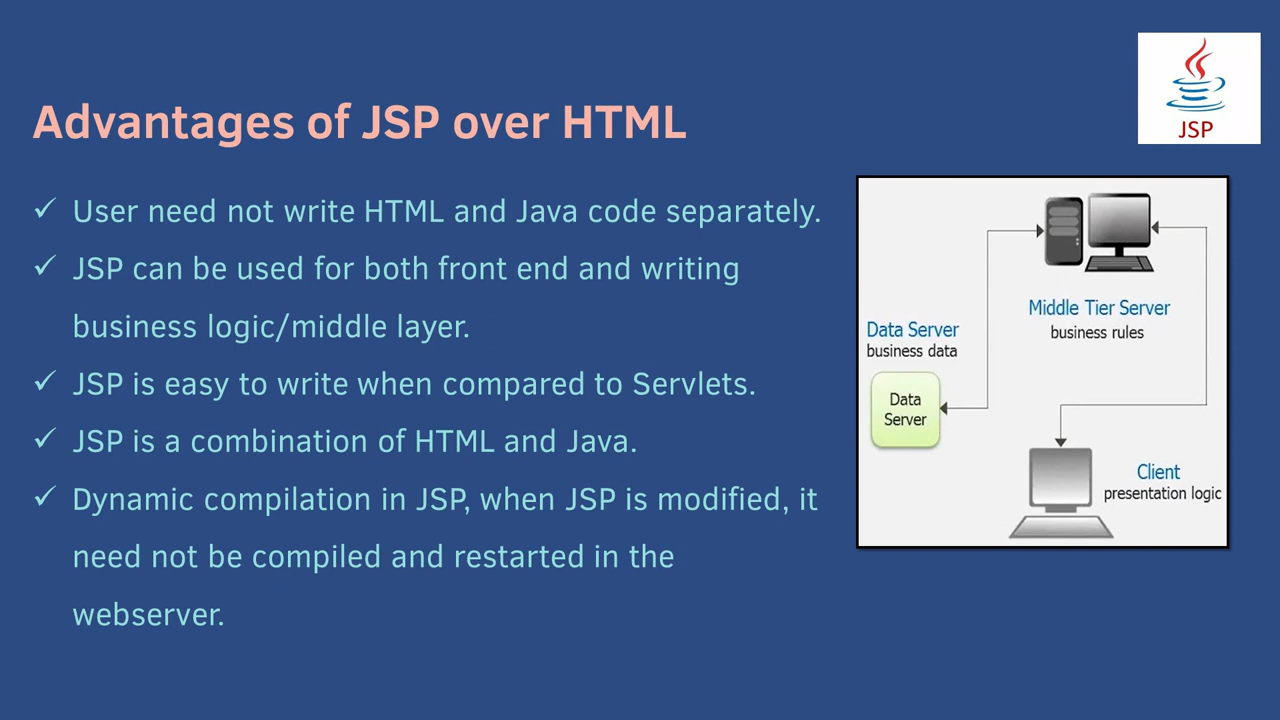 JSP
Advantages of JSP over HTML
✓ User need not write HTML and Java code separately.
✓ JSP can be used for both front end and writing
business logic/middle layer.
✓ JSP is easy to write when compared to Servlets.
✓ JSP is a combination of HTML and Java.
✓ Dynamic compilation in JSP, when JSP is modified, it
need not be compiled and restarted in the
webserver.
Middle Tier Server
business rules
Data Server
business data
Data
Server
Client
presentation logic